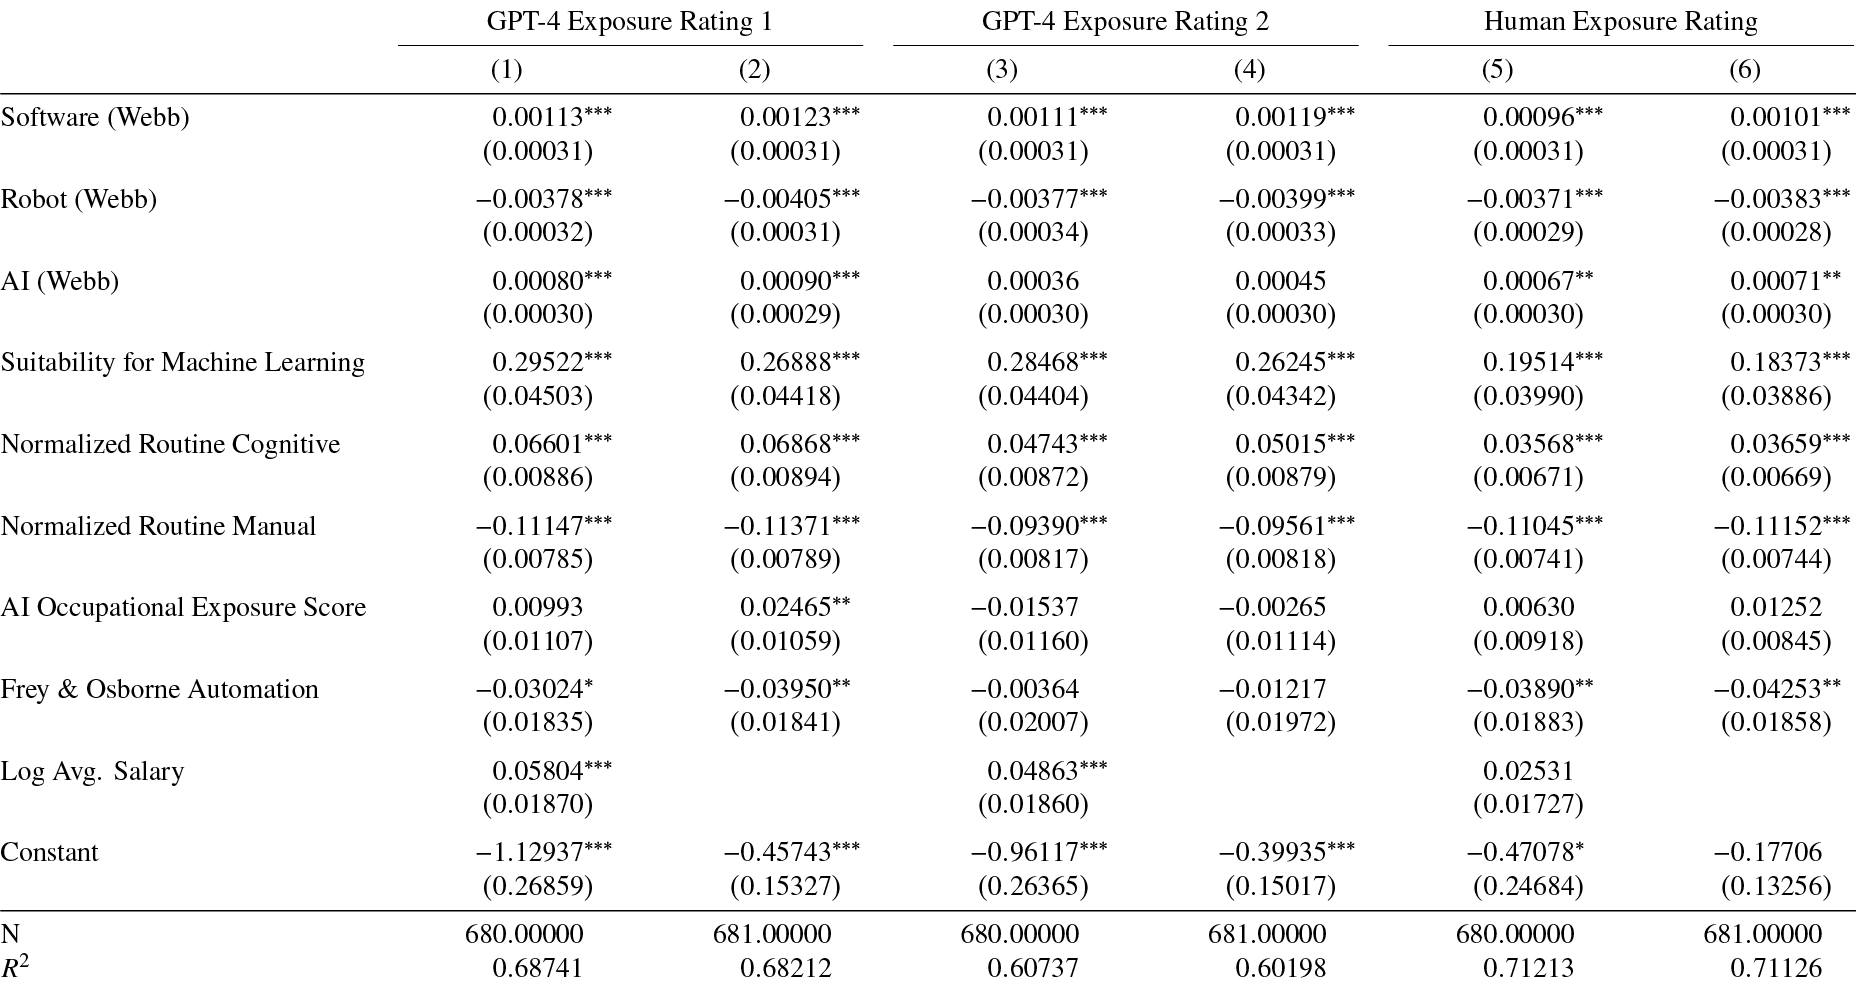 GPT-4 Exposure Rating 1 GPT-4 Exposure Rating 2 Human Exposure Rating
(1) (2) (3) (4) (5) (6)
Software (Webb) 0.00113*** 0.00123*** 0.00111*** 0.00119*** 0.00096*** 0.00101***
(0.00031) (0.00031) (0.00031) (0.00031) (0.00031) (0.00031)
Robot (Webb) −0.00378*** −0.00405*** −0.00377*** −0.00399*** −0.00371*** −0.00383***
(0.00032) (0.00031) (0.00034) (0.00033) (0.00029) (0.00028)
AI (Webb) 0.00080*** 0.00090*** 0.00036 0.00045 0.00067** 0.00071**
(0.00030) (0.00029) (0.00030) (0.00030) (0.00030) (0.00030)
Suitability for Machine Learning 0.29522*** 0.26888*** 0.28468*** 0.26245*** 0.19514*** 0.18373***
(0.04503) (0.04418) (0.04404) (0.04342) (0.03990) (0.03886)
Normalized Routine Cognitive 0.06601*** 0.06868*** 0.04743*** 0.05015*** 0.03568*** 0.03659***
(0.00886) (0.00894) (0.00872) (0.00879) (0.00671) (0.00669)
Normalized Routine Manual −0.11147*** −0.11371*** −0.09390*** −0.09561*** −0.11045*** −0.11152***
(0.00785) (0.00789) (0.00817) (0.00818) (0.00741) (0.00744)
AI Occupational Exposure Score 0.00993 0.02465** −0.01537 −0.00265 0.00630 0.01252
(0.01107) (0.01059) (0.01160) (0.01114) (0.00918) (0.00845)
Frey & Osborne Automation −0.03024* −0.03950** −0.00364 −0.01217 −0.03890** −0.04253**
(0.01835) (0.01841) (0.02007) (0.01972) (0.01883) (0.01858)
Log Avg. Salary 0.05804*** 0.04863*** 0.02531
(0.01870) (0.01860) (0.01727)
Constant −1.12937*** −0.45743*** −0.96117*** −0.39935*** −0.47078* −0.17706
(0.26859) (0.15327) (0.26365) (0.15017) (0.24684) (0.13256)
N 680.00000 681.00000 680.00000 681.00000 680.00000 681.00000
R² 0.68741 0.68212 0.60737 0.60198 0.71213 0.71126